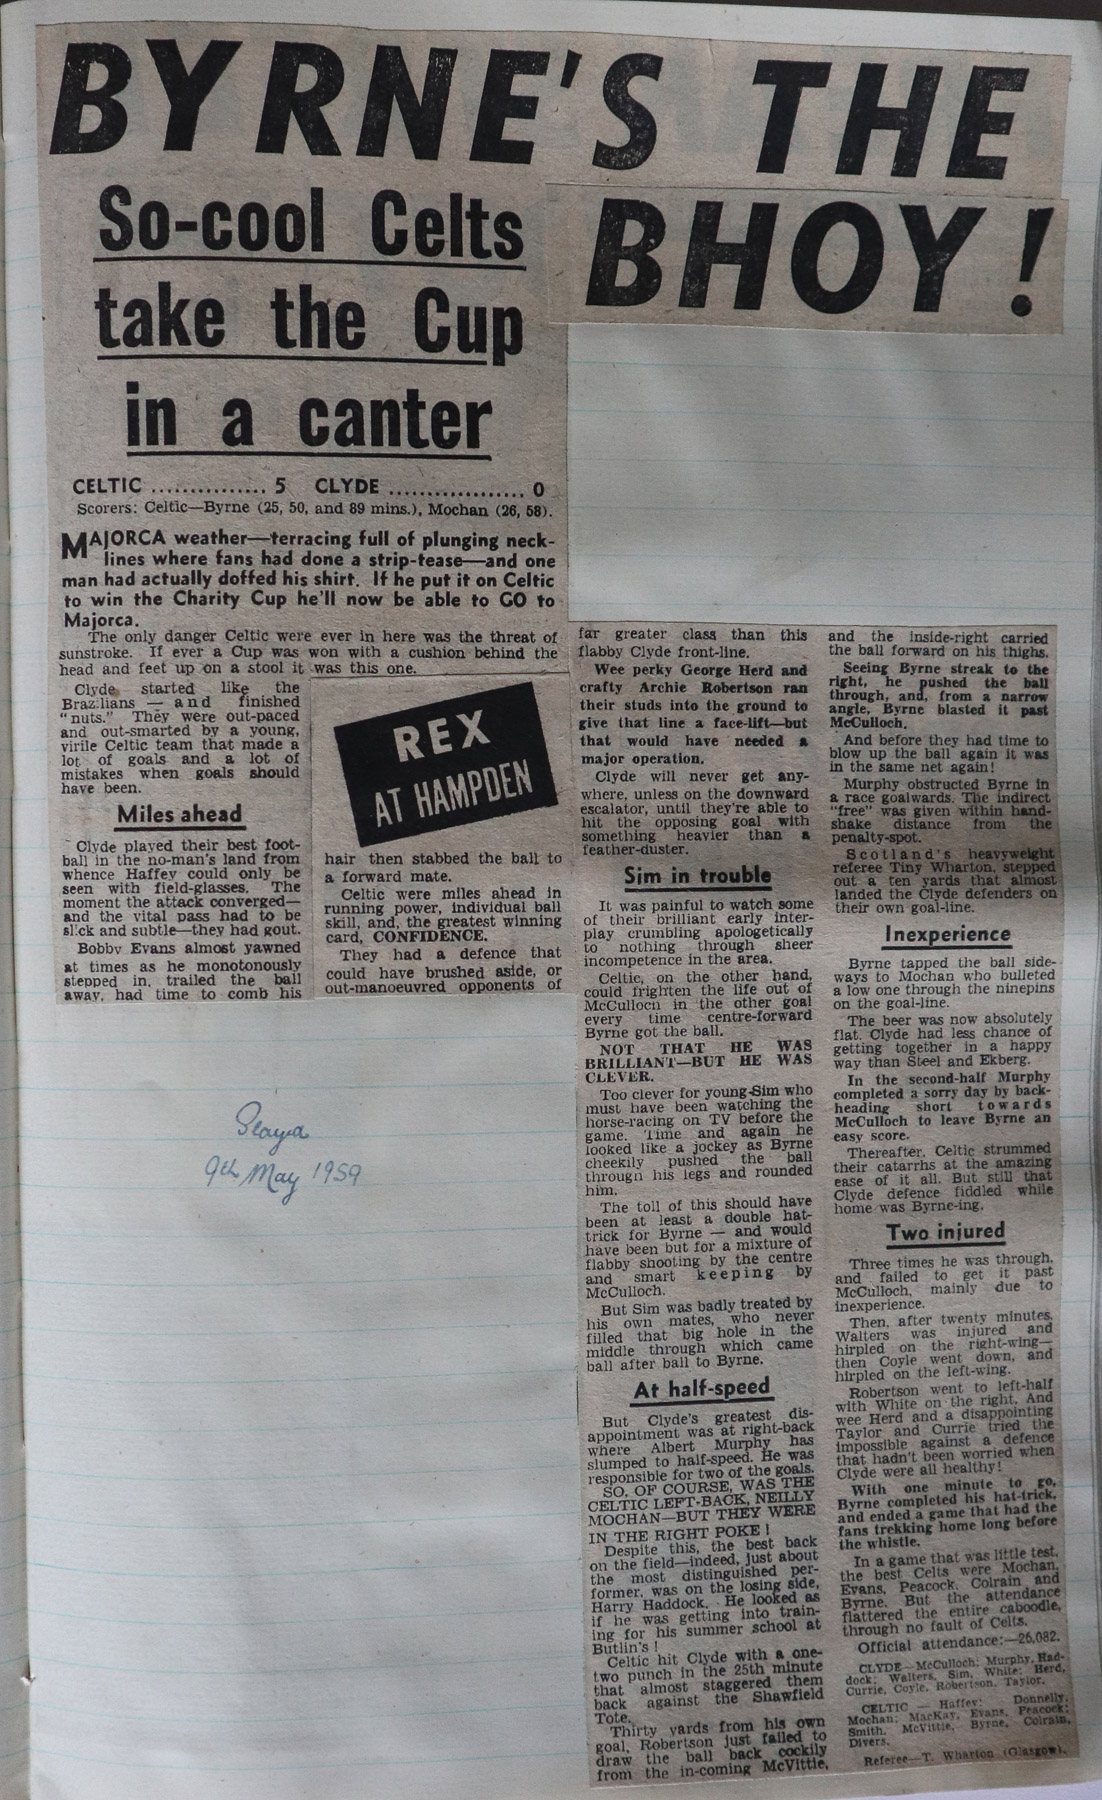 BYRNE'S THE
BHOY!
So-cool Celts
take the Cup
in a canter
CELTIC ............... 5 CLYDE .................. 0
Scorers: Celtic—Byrne (25, 50, and 89 mins.), Mochan (26, 58).
MAJORCA weather—terracing full of plunging neck-
lines where fans had done a strip-tease—and one
man had actually doffed his shirt. If he put it on Celtic
to win the Charity Cup he'll now be able to GO to
Majorca.
The only danger Celtic were ever in here was the threat of
sunstroke. If ever a Cup was won with a cushion behind the
head and feet up on a stool it was this one.
Clyde started like the
Brazilians — and finished
"nuts." They were out-paced
and out-smarted by a young,
virile Celtic team that made a
lot of goals and a lot of
mistakes when goals should
have been.
Miles ahead
Clyde played their best foot-
ball in the no-man's land from
whence Haffey could only be
seen with field-glasses. The
moment the attack converged—
and the vital pass had to be
slick and subtle—they had gout.
Bobby Evans almost yawned
at times as he monotonously
stepped in, trailed the ball
away, had time to comb his
REX
AT HAMPDEN
hair then stabbed the ball to
a forward mate.
Celtic were miles ahead in
running power, individual ball
skill, and, the greatest winning
card, CONFIDENCE.
They had a defence that
could have brushed aside, or
out-manoeuvred opponents of
far greater class than this
flabby Clyde front-line.
Wee perky George Herd and
crafty Archie Robertson ran
their studs into the ground to
give that line a face-lift—but
that would have needed a
major operation.
Clyde will never get any-
where, unless on the downward
escalator, until they're able to
hit the opposing goal with
something heavier than a
feather-duster.
Sim in trouble
It was painful to watch some
of their brilliant early inter-
play crumbling apologetically
to nothing through sheer
incompetence in the area.
Celtic, on the other hand,
could frighten the life out of
McCulloch in the other goal
every time centre-forward
Byrne got the ball.
NOT THAT HE WAS
BRILLIANT—BUT HE WAS
CLEVER.
Too clever for young Sim who
must have been watching the
horse-racing on TV before the
game. Time and again he
looked like a jockey as Byrne
cheekily pushed the ball
through his legs and rounded
him.
The toll of this should have
been at least a double hat-
trick for Byrne — and would
have been but for a mixture of
flabby shooting by the centre
and smart keeping by
McCulloch.
But Sim was badly treated by
his own mates, who never
filled that big hole in the
middle through which came
ball after ball to Byrne.
At half-speed
But Clyde's greatest dis-
appointment was at right-back
where Albert Murphy has
slumped to half-speed. He was
responsible for two of the goals.
SO, OF COURSE, WAS THE
CELTIC LEFT-BACK, NEILLY
MOCHAN—BUT THEY WERE
IN THE RIGHT POKE!
Despite this, the best back
on the field—indeed, just about
the most distinguished per-
former, was on the losing side,
Harry Haddock. He looked as
if he was getting into train-
ing for his summer school at
Butlin's!
Celtic hit Clyde with a one-
two punch in the 25th minute
that almost staggered them
back against the Shawfield
Tote.
Thirty yards from his own
goal, Robertson just failed to
draw the ball back cockily
from the in-coming McVittie,
and the inside-right carried
the ball forward on his thighs.
Seeing Byrne streak to the
right, he pushed the ball
through, and, from a narrow
angle, Byrne blasted it past
McCulloch.
And before they had time to
blow up the ball again it was
in the same net again!
Murphy obstructed Byrne in
a race goalwards. The indirect
"free" was given within hand-
shake distance from the
penalty-spot.
Scotland's heavyweight
referee Tiny Wharton, stepped
out a ten yards that almost
landed the Clyde defenders on
their own goal-line.
Inexperience
Byrne tapped the ball side-
ways to Mochan who bulleted
a low one through the ninepins
on the goal-line.
The beer was now absolutely
flat. Clyde had less chance of
getting together in a happy
way than Steel and Ekberg.
In the second-half Murphy
completed a sorry day by back-
heading short towards
McCulloch to leave Byrne an
easy score.
Thereafter, Celtic strummed
their catarrhs at the amazing
ease of it all. But still that
Clyde defence fiddled while
home was Byrne-ing.
Two injured
Three times he was through,
and failed to get it past
McCulloch, mainly due to
inexperience.
Then, after twenty minutes,
Walters was injured and
hirpled on the right-wing—
then Coyle went down, and
hirpled on the left-wing.
Robertson went to left-half
with White on the right. And
wee Herd and a disappointing
Taylor and Currie tried the
impossible against a defence
that hadn't been worried when
Clyde were all healthy!
With one minute to go,
Byrne completed his hat-trick,
and ended a game that had the
fans trekking home long before
the whistle.
In a game that was little test,
the best Celts were Mochan,
Evans, Peacock, Colrain and
Byrne. But the attendance
flattered the entire caboodle,
through no fault of Celts.
Official attendance:—26,082.
CLYDE—McCulloch; Murphy, Had-
dock; Walters, Sim, White; Herd,
Currie, Coyle, Robertson, Taylor.
CELTIC — Haffey; Donnelly,
Mochan; MacKay, Evans, Peacock;
Smith, McVittie, Byrne, Colrain,
Divers.
Referee—T. Wharton (Glasgow).
9th May 1959